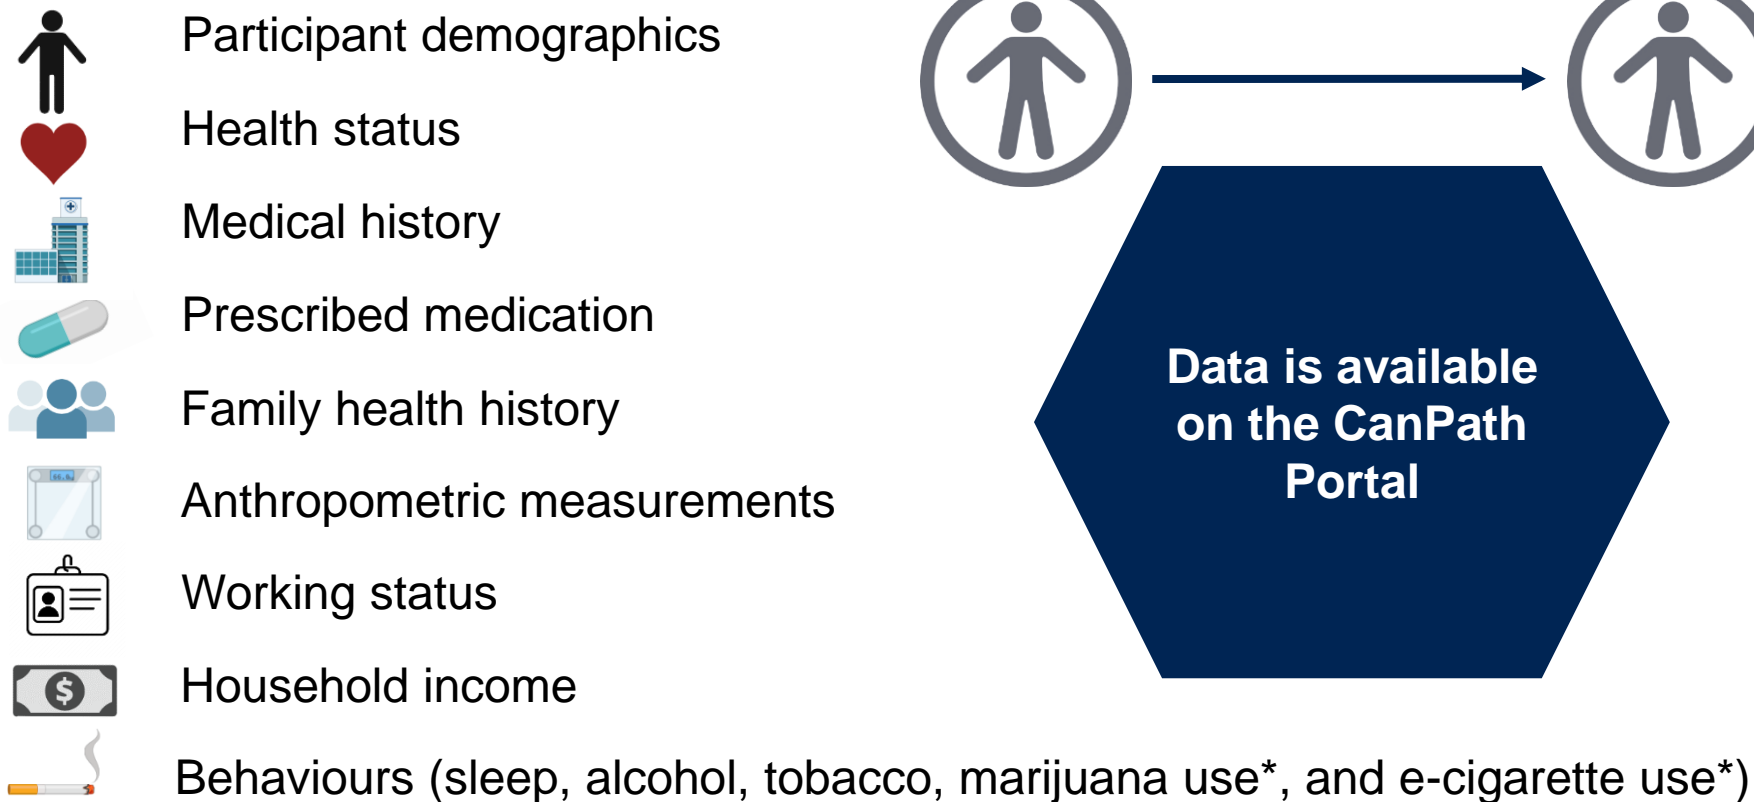 Participant demographics
Health status
Medical history
Prescribed medication
Family health history
Anthropometric measurements
Working status
Household income
Behaviours (sleep, alcohol, tobacco, marijuana use*, and e-cigarette use*)
Data is available
on the CanPath
Portal